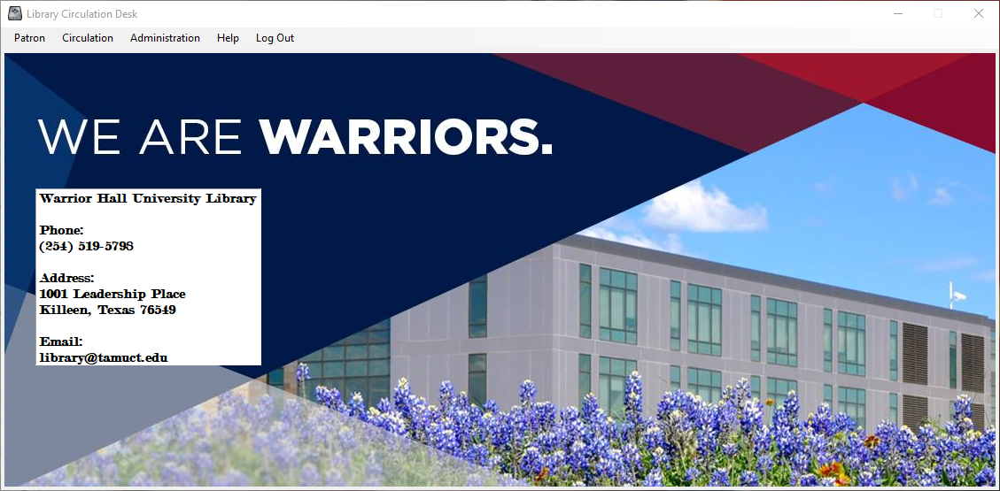 Library Circulation Desk
Patron Circulation Administration Help Log Out
WE ARE WARRIORS.
Warrior Hall University Library
Phone:
(254) 519-5798
Address:
1001 Leadership Place
Killeen, Texas 76549
Email:
library@tamuct.edu